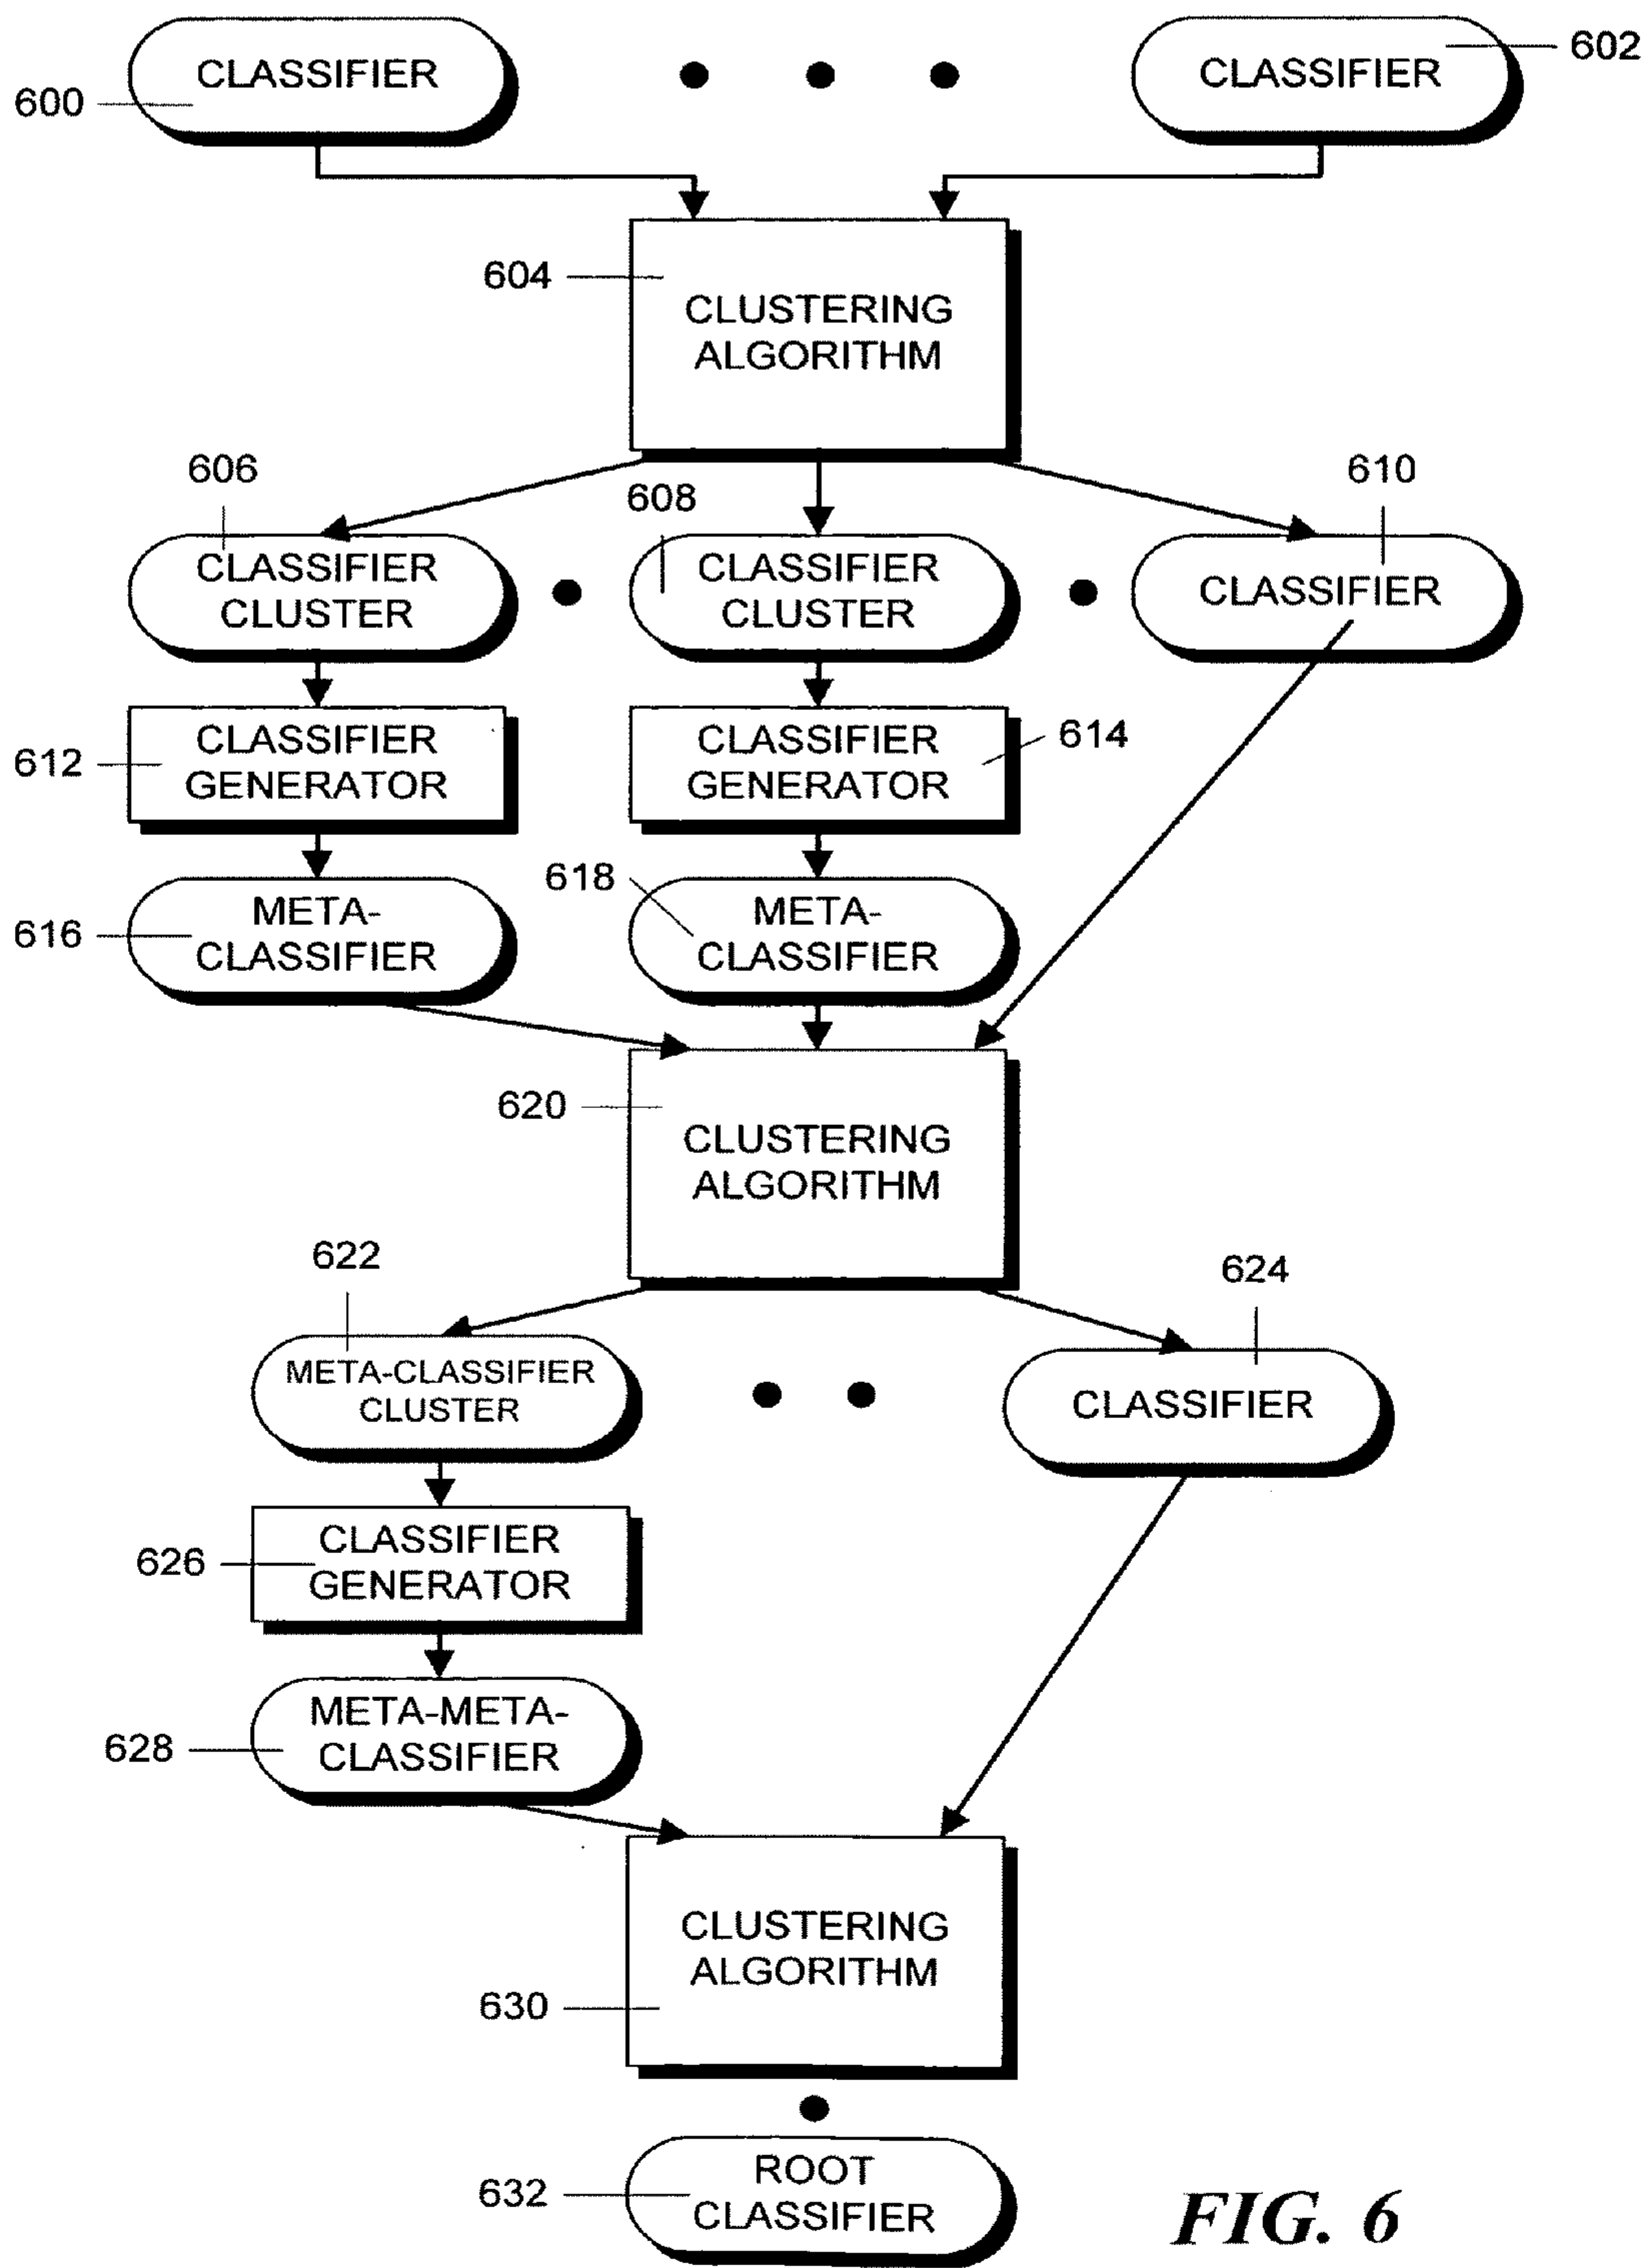 CLASSIFIER
602
CLASSIFIER
600
604
CLUSTERING
ALGORITHM
606
608
610
CLASSIFIER
CLUSTER
CLASSIFIER
CLUSTER
CLASSIFIER
612
CLASSIFIER
GENERATOR
CLASSIFIER
GENERATOR
614
616
META-
CLASSIFIER
618
META-
CLASSIFIER
620
CLUSTERING
ALGORITHM
622
624
META-CLASSIFIER
CLUSTER
CLASSIFIER
626
CLASSIFIER
GENERATOR
628
META-META-
CLASSIFIER
CLUSTERING
ALGORITHM
630
632
ROOT
CLASSIFIER
FIG. 6